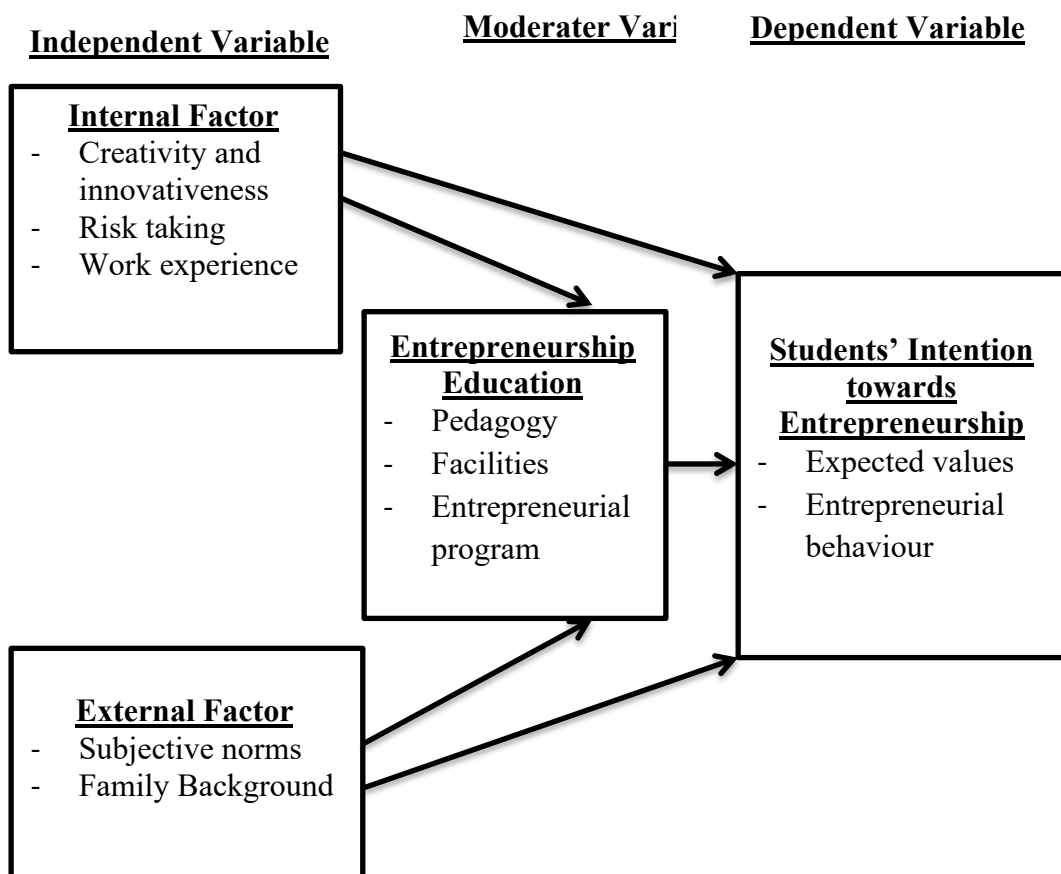 Independent Variable
Moderater Vari
Dependent Variable
Internal Factor
- Creativity and
innovativeness
- Risk taking
- Work experience
Entrepreneurship
Education
- Pedagogy
- Facilities
- Entrepreneurial
program
Students’ Intention
towards
Entrepreneurship
- Expected values
- Entrepreneurial
behaviour
External Factor
- Subjective norms
- Family Background